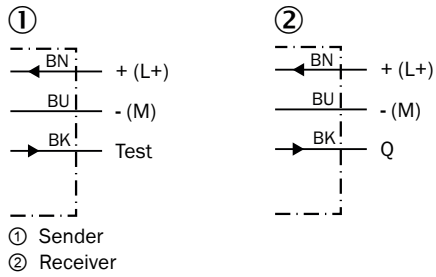 ① ②
BN + (L+) BN + (L+)
BU - (M) BU - (M)
BK Test BK Q
① Sender
② Receiver